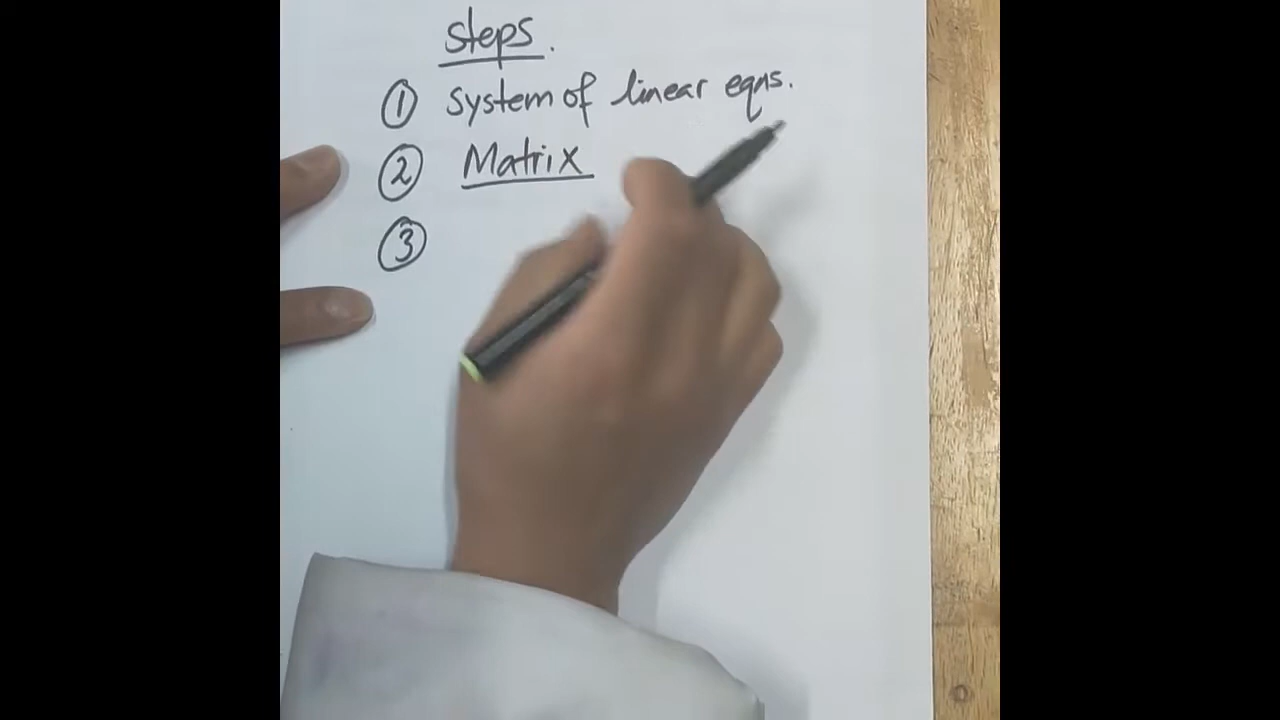 steps.
① system of linear eqns.
② Matrix
③